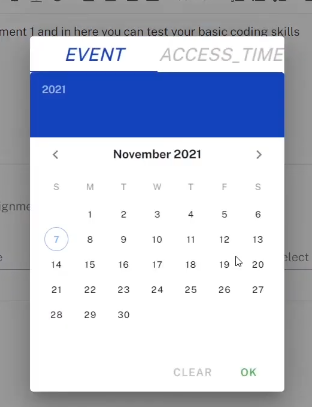 ment 1 and in here you can test your basic coding skills
EVENT ACCESS_TIME
2021
November 2021
S M T W T F S
1 2 3 4 5 6
7 8 9 10 11 12 13
14 15 16 17 18 19 20
21 22 23 24 25 26 27
28 29 30
ignme
e
elect
CLEAR OK